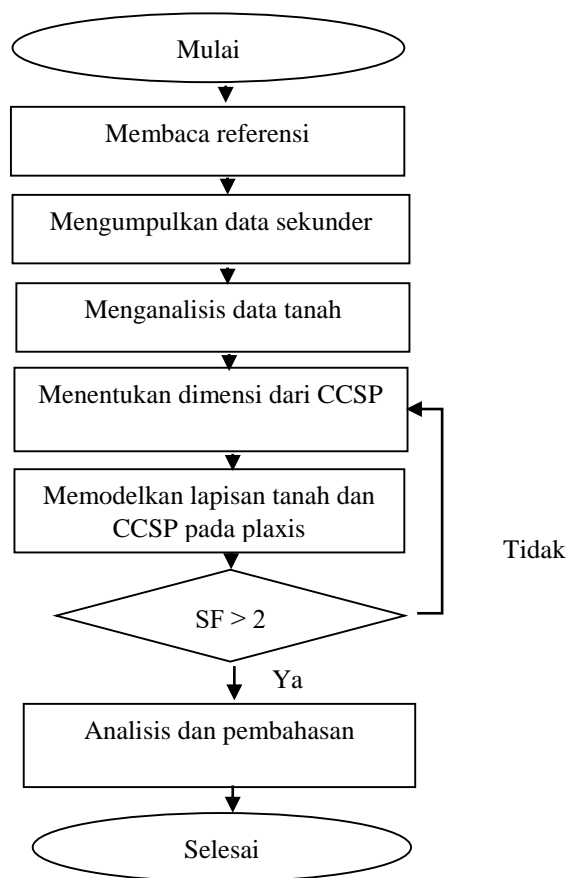 Mulai
Membaca referensi
Mengumpulkan data sekunder
Menganalisis data tanah
Menentukan dimensi dari CCSP
Memodelkan lapisan tanah dan
CCSP pada plaxis
Tidak
SF > 2
Ya
Analisis dan pembahasan
Selesai